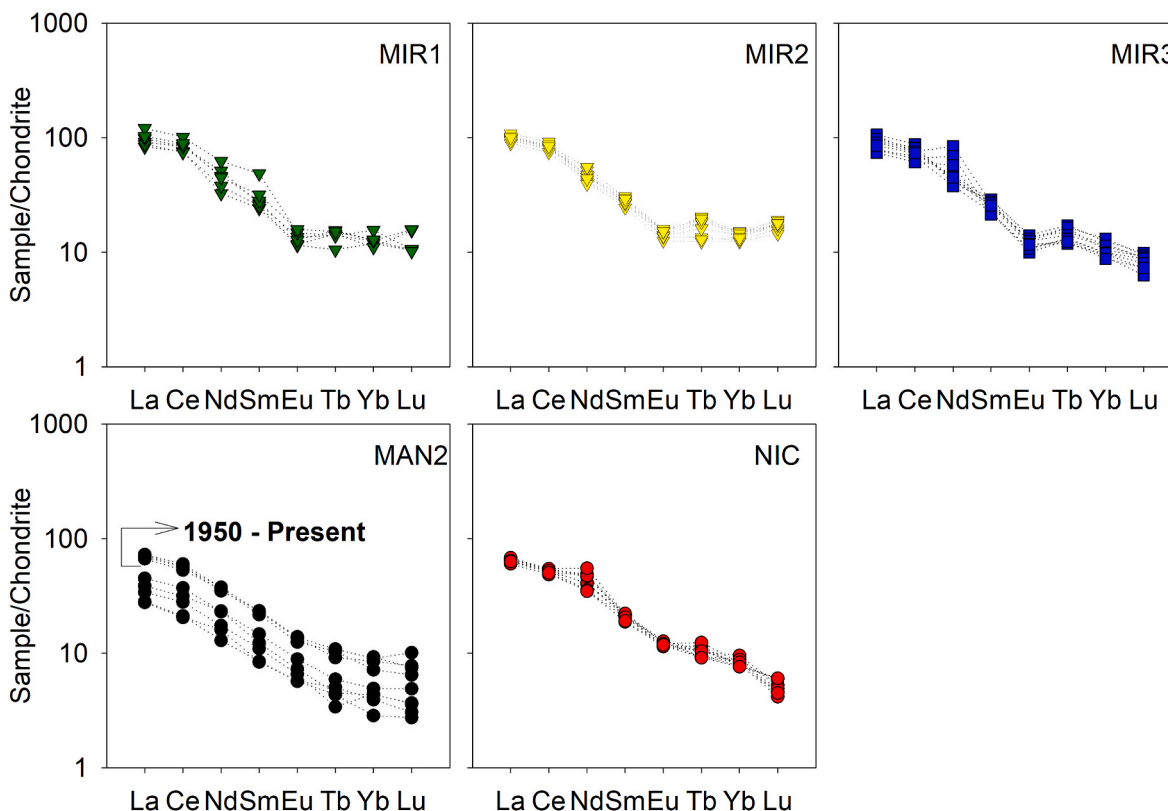 1000
100
10
1
Sample/Chondrite
MIR1
La Ce Nd Sm Eu Tb Yb Lu
MIR2
La Ce Nd Sm Eu Tb Yb Lu
MIR3
La Ce Nd Sm Eu Tb Yb Lu
1000
100
10
1
Sample/Chondrite
MAN2
1950 - Present
La Ce Nd Sm Eu Tb Yb Lu
NIC
La Ce Nd Sm Eu Tb Yb Lu